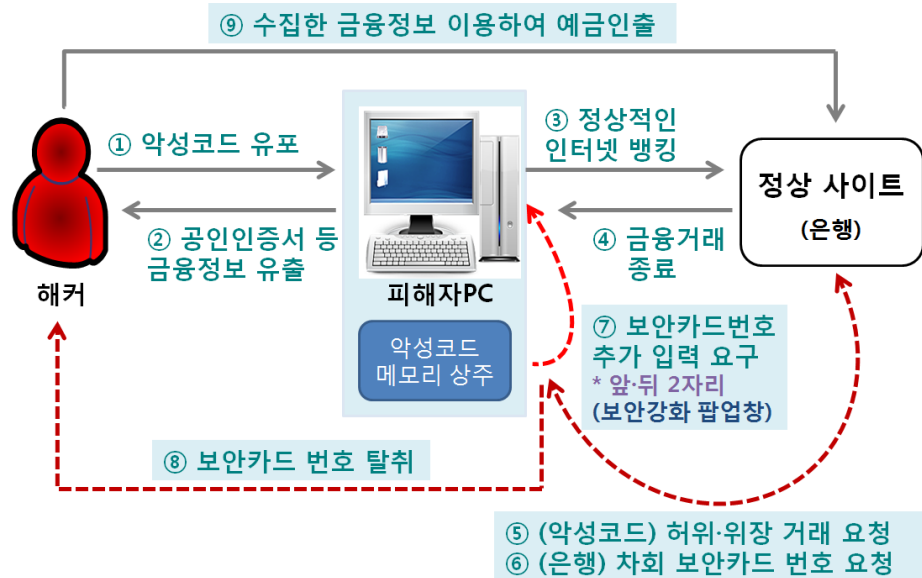 ⑨ 수집한 금융정보 이용하여 예금인출
① 악성코드 유포
③ 정상적인
인터넷 뱅킹
정상 사이트
(은행)
② 공인인증서 등
금융정보 유출
④ 금융거래
종료
해커
피해자PC
악성코드
메모리 상주
⑦ 보안카드번호
추가 입력 요구
* 앞·뒤 2자리
(보안강화 팝업창)
⑧ 보안카드 번호 탈취
⑤ (악성코드) 허위·위장 거래 요청
⑥ (은행) 차회 보안카드 번호 요청